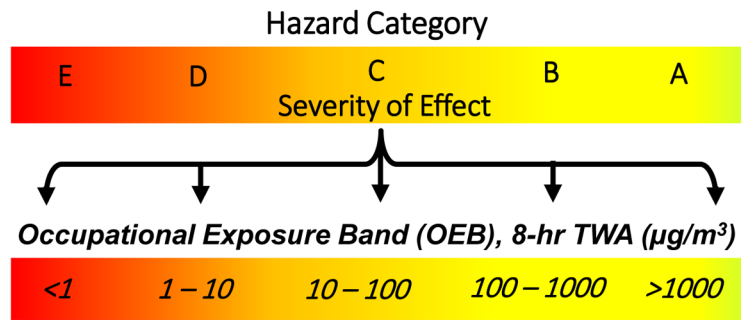 Hazard Category
E D C B A
Severity of Effect
Occupational Exposure Band (OEB), 8-hr TWA (μg/m³)
<1 1 – 10 10 – 100 100 – 1000 >1000